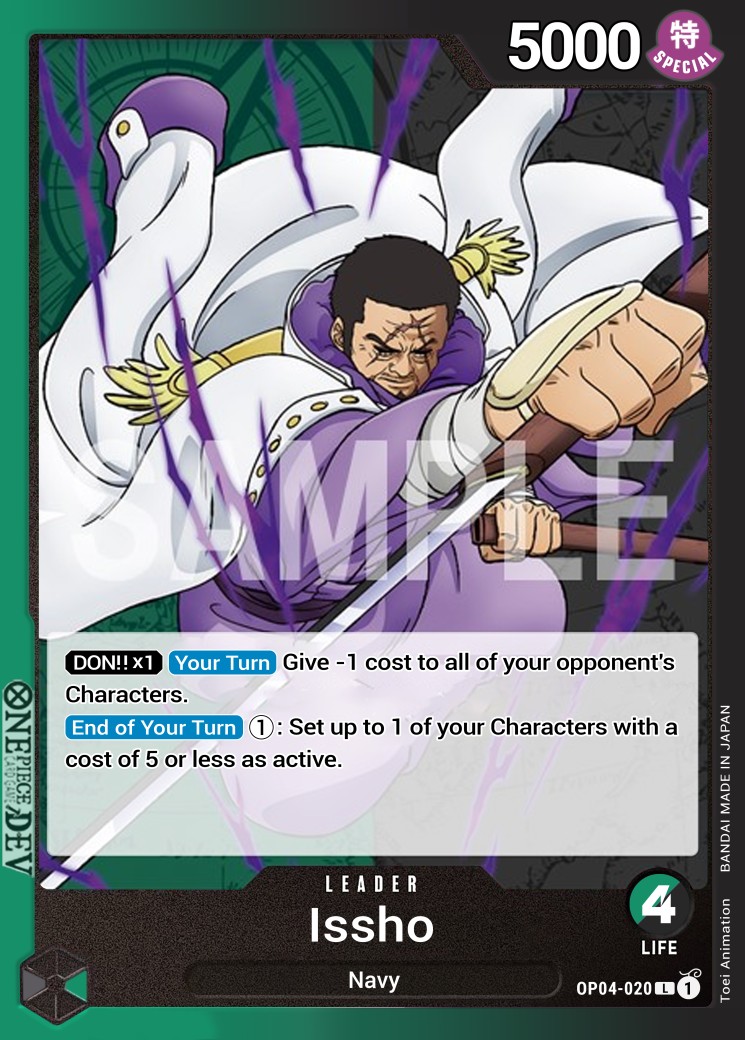 5000
特
SPECIAL
SAMPLE
DON!! x1 Your Turn Give -1 cost to all of your opponent's
Characters.
End of Your Turn ①: Set up to 1 of your Characters with a
cost of 5 or less as active.
ONE PIECE
CARD GAME
DEV
BANDAI MADE IN JAPAN
Toei Animation
LEADER
Issho
4
LIFE
Navy
OP04-020 L 1